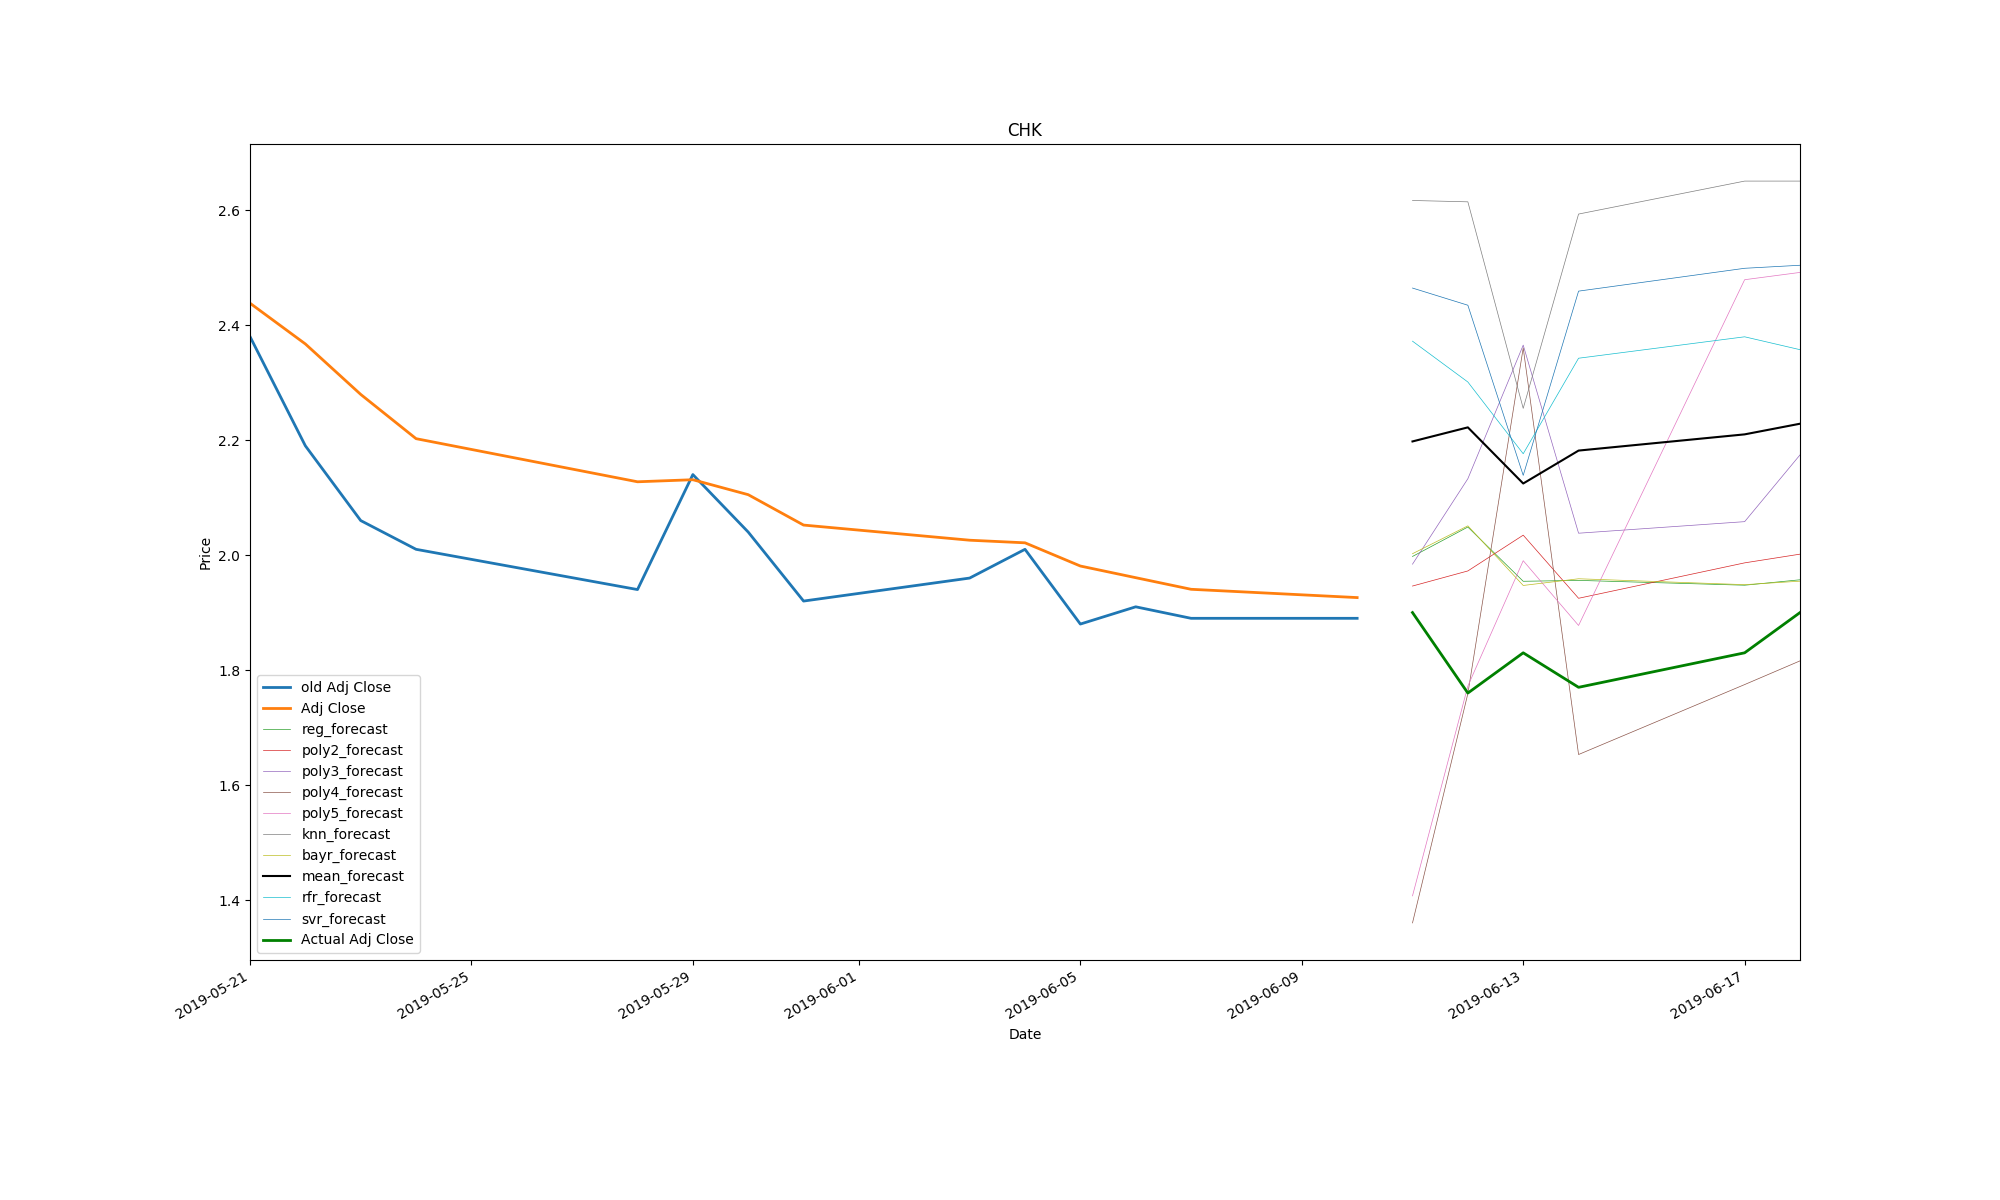 CHK
2.6
2.4
2.2
2.0
1.8
1.6
1.4
Price
old Adj Close
Adj Close
reg_forecast
poly2_forecast
poly3_forecast
poly4_forecast
poly5_forecast
knn_forecast
bayr_forecast
mean_forecast
rfr_forecast
svr_forecast
Actual Adj Close
2019-05-21
2019-05-25
2019-05-29
2019-06-01
2019-06-05
2019-06-09
2019-06-13
2019-06-17
Date